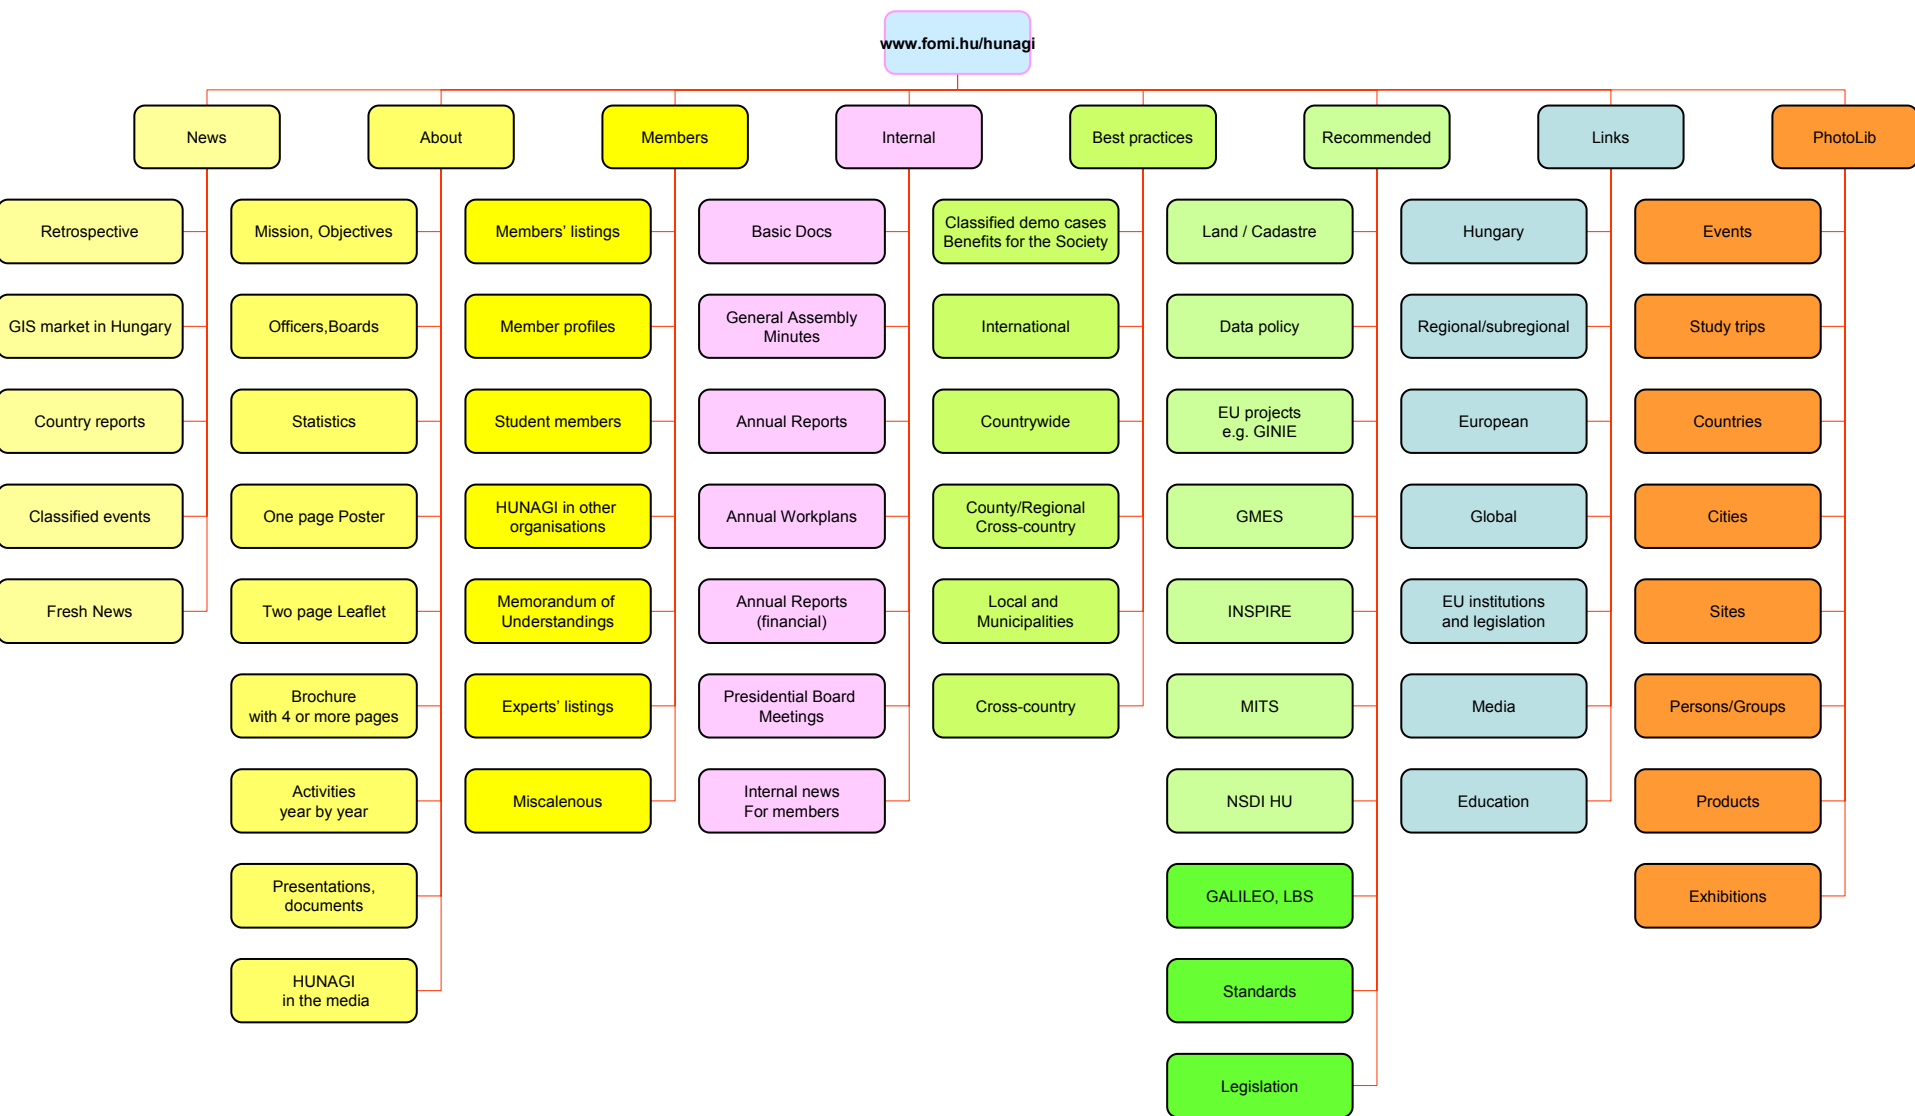 www.fomi.hu/hunagi
News
About
Members
Internal
Best practices
Recommended
Links
PhotoLib
Retrospective
GIS market in Hungary
Country reports
Classified events
Fresh News
Mission, Objectives
Officers,Boards
Statistics
One page Poster
Two page Leaflet
Brochure
with 4 or more pages
Activities
year by year
Presentations,
documents
HUNAGI
in the media
Members’ listings
Member profiles
Student members
HUNAGI in other
organisations
Memorandum of
Understandings
Experts’ listings
Miscalenous
Basic Docs
General Assembly
Minutes
Annual Reports
Annual Workplans
Annual Reports
(financial)
Presidential Board
Meetings
Internal news
For members
Classified demo cases
Benefits for the Society
International
Countrywide
County/Regional
Cross-country
Local and
Municipalities
Cross-country
Land / Cadastre
Data policy
EU projects
e.g. GINIE
GMES
INSPIRE
MITS
NSDI HU
GALILEO, LBS
Standards
Legislation
Hungary
Regional/subregional
European
Global
EU institutions
and legislation
Media
Education
Events
Study trips
Countries
Cities
Sites
Persons/Groups
Products
Exhibitions